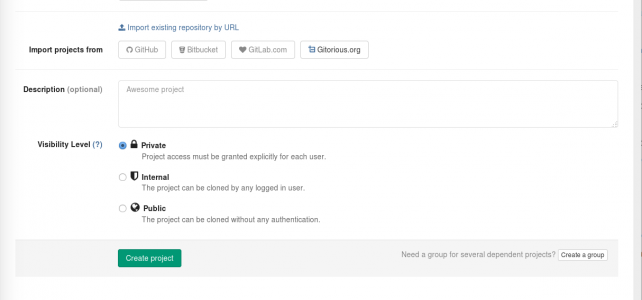 Import existing repository by URL
Import projects from GitHub Bitbucket GitLab.com Gitorious.org
Description (optional) Awesome project
Visibility Level (?) Private
Project access must be granted explicitly for each user.
Internal
The project can be cloned by any logged in user.
Public
The project can be cloned without any authentication.
Create project Need a group for several dependent projects? Create a group